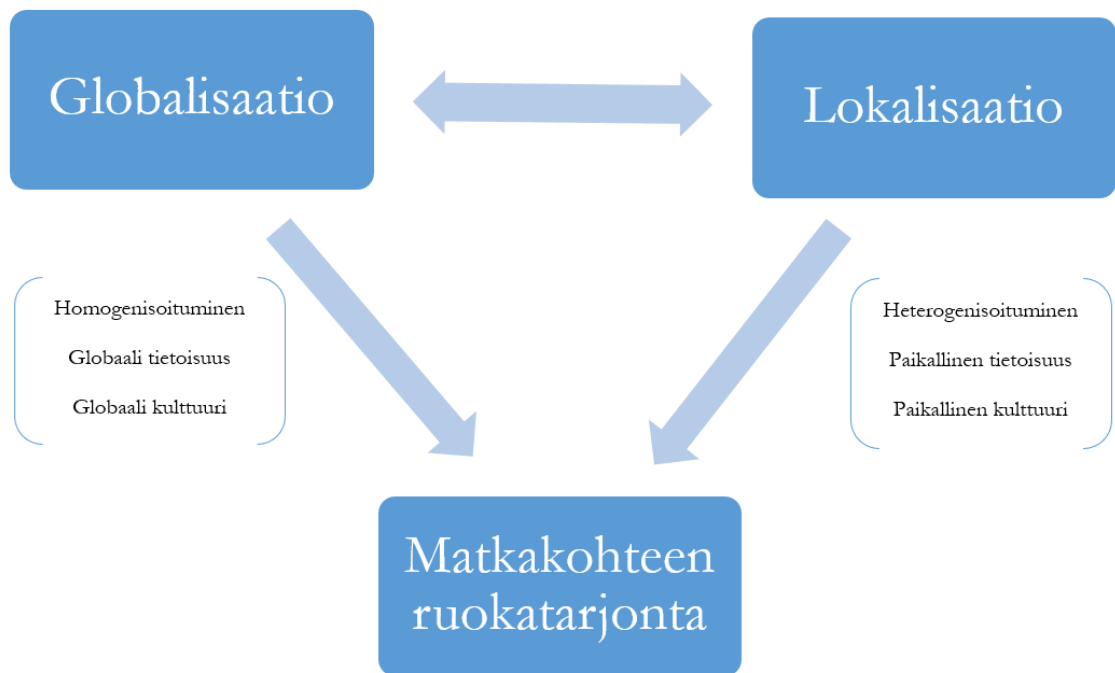 Globalisaatio
Lokalisaatio
Homogenisoituminen
Globaali tietoisuus
Globaali kulttuuri
Heterogenisoituminen
Paikallinen tietoisuus
Paikallinen kulttuuri
Matkakohteen
ruokatarjonta